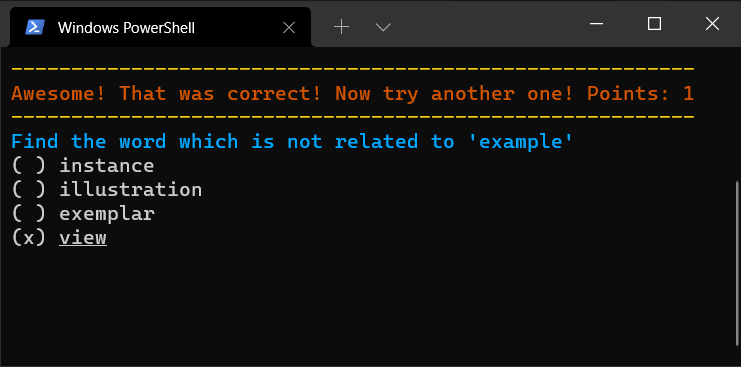 Windows PowerShell
---------------------------------------------------------
Awesome! That was correct! Now try another one! Points: 1
---------------------------------------------------------
Find the word which is not related to 'example'
( ) instance
( ) illustration
( ) exemplar
(x) view